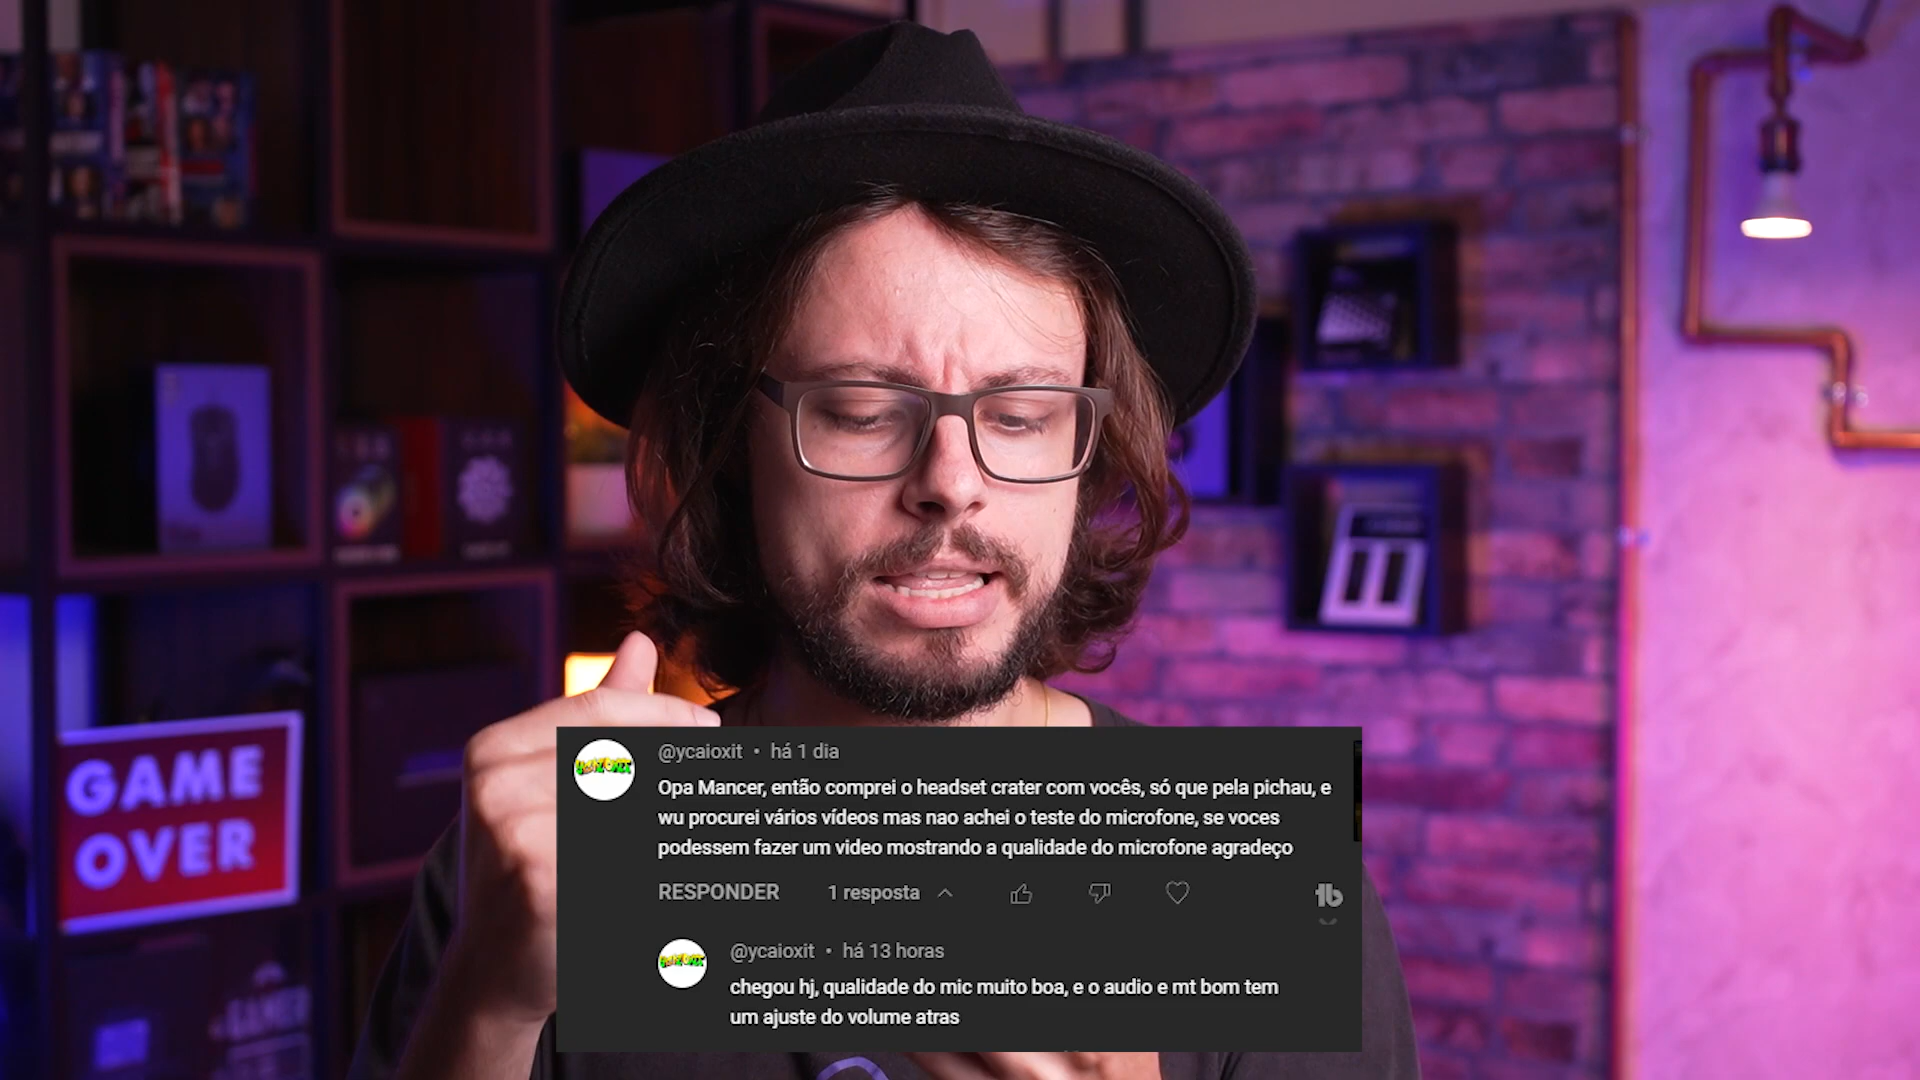 @ycaioxit • há 1 dia
Opa Mancer, então comprei o headset crater com vocês, só que pela pichau, e
wu procurei vários vídeos mas nao achei o teste do microfone, se voces
podessem fazer um video mostrando a qualidade do microfone agradeço
RESPONDER 1 resposta
@ycaioxit • há 13 horas
chegou hj, qualidade do mic muito boa, e o audio e mt bom tem
um ajuste do volume atras
GAME
OVER
GAMER